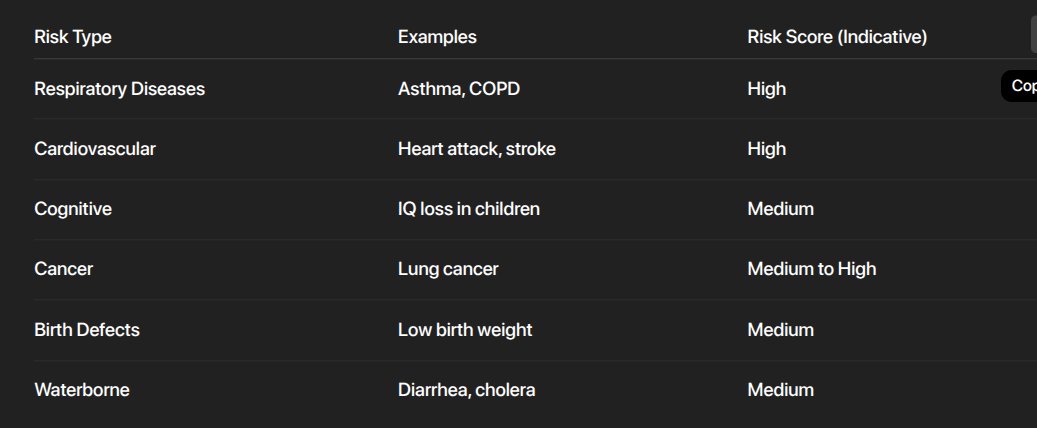 Risk Type Examples Risk Score (Indicative)
Respiratory Diseases Asthma, COPD High
Cop
Cardiovascular Heart attack, stroke High
Cognitive IQ loss in children Medium
Cancer Lung cancer Medium to High
Birth Defects Low birth weight Medium
Waterborne Diarrhea, cholera Medium